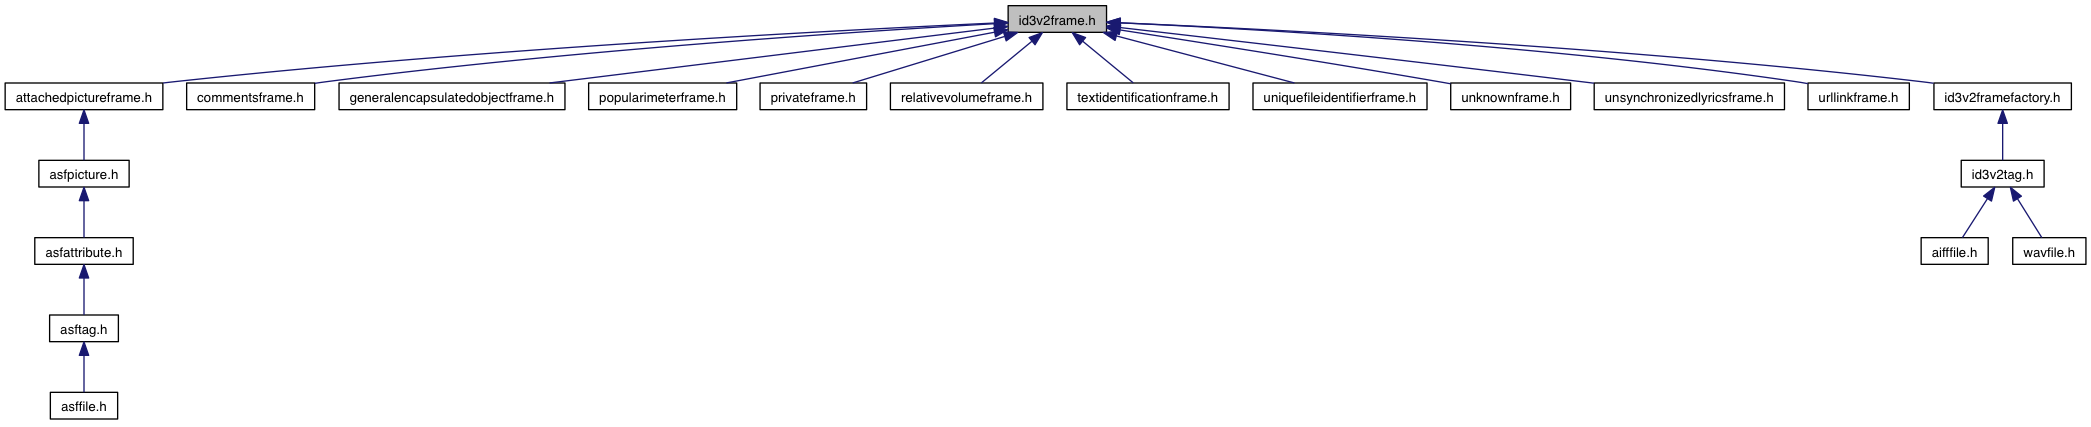 id3v2frame.h
attachedpictureframe.h
commentsframe.h
generalencapsulatedobjectframe.h
popularimeterframe.h
privateframe.h
relativevolumeframe.h
textidentificationframe.h
uniquefileidentifierframe.h
unknownframe.h
unsynchronizedlyricsframe.h
urllinkframe.h
id3v2framefactory.h
asfpicture.h
id3v2tag.h
asfattribute.h
aifffile.h
wavfile.h
asftag.h
asffile.h